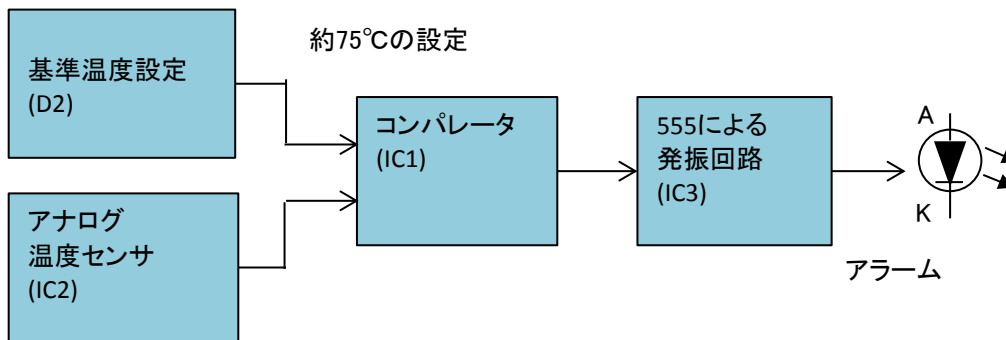 約75℃の設定
基準温度設定
(D2)
コンパレータ
(IC1)
555による
発振回路
(IC3)
A
K
アナログ
温度センサ
(IC2)
アラーム